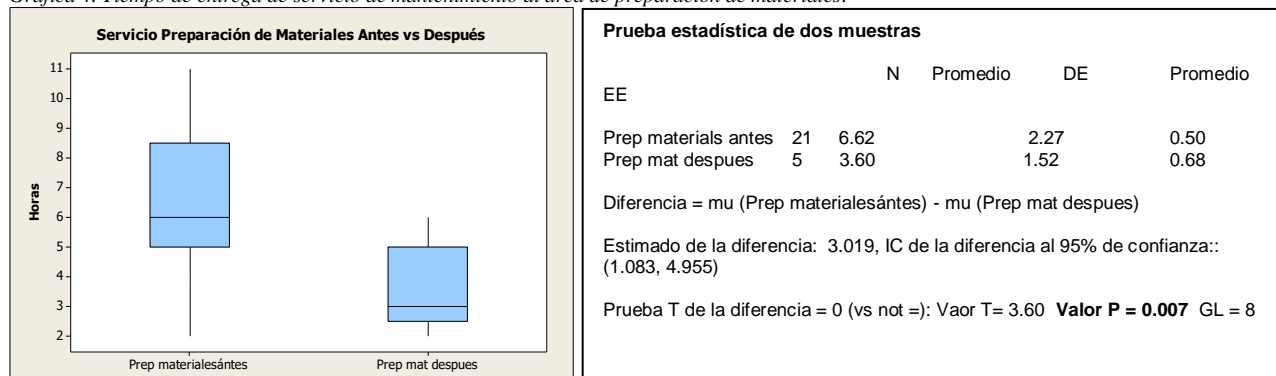 Servicio Preparación de Materiales Antes vs Después
11
10
9
8
7
6
5
4
3
2
Horas
Prep materialesántes
Prep mat despues
Prueba estadística de dos muestras
N Promedio DE Promedio
EE
Prep materials antes 21 6.62 2.27 0.50
Prep mat despues 5 3.60 1.52 0.68
Diferencia = mu (Prep materialesántes) - mu (Prep mat despues)
Estimado de la diferencia: 3.019, IC de la diferencia al 95% de confianza::
(1.083, 4.955)
Prueba T de la diferencia = 0 (vs not =): Vaor T= 3.60 Valor P = 0.007 GL = 8